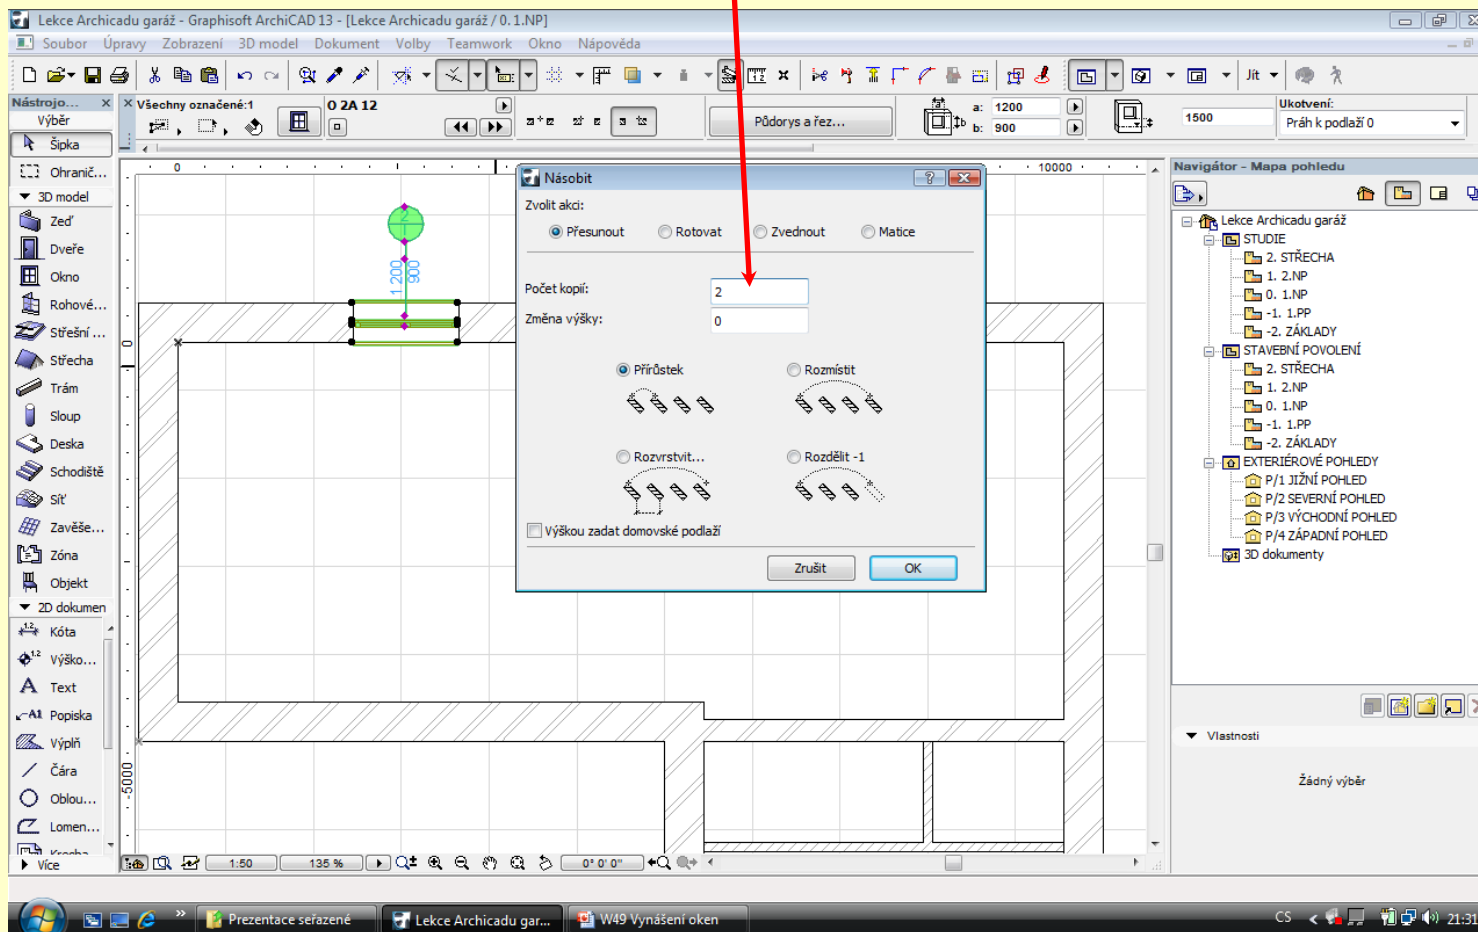 Lekce Archicadu garáž - Graphisoft ArchiCAD 13 - [Lekce Archicadu garáž / 0. 1.NP]
Soubor Úpravy Zobrazení 3D model Dokument Volby Teamwork Okno Nápověda
Jít
Nástrojo...
Výběr
Šipka
Ohranič...
3D model
Zeď
Dveře
Okno
Rohové...
Střešní ...
Střecha
Trám
Sloup
Deska
Schodiště
Síť
Zavěše...
Zóna
Objekt
2D dokumen
Kóta
Výško...
Text
Popiska
Výplň
Čára
Oblou...
Lomen...
Více
Všechny označené:1
O 2A 12
Půdorys a řez...
a: 1200
b: 900
1500
Ukotvení:
Práh k podlaží 0
0
10000
0
-5000
2
1
1 200
900
Násobit
Zvolit akci:
Přesunout Rotovat Zvednout Matice
Počet kopií: 2
Změna výšky: 0
Přírůstek Rozmístit
Rozvrstvit... Rozdělit -1
Výškou zadat domovské podlaží
Zrušit OK
Navigátor - Mapa pohledu
Lekce Archicadu garáž
STUDIE
2. STŘECHA
1. 2.NP
0. 1.NP
-1. 1.PP
-2. ZÁKLADY
STAVEBNÍ POVOLENÍ
2. STŘECHA
1. 2.NP
0. 1.NP
-1. 1.PP
-2. ZÁKLADY
EXTERIÉROVÉ POHLEDY
P/1 JIŽNÍ POHLED
P/2 SEVERNÍ POHLED
P/3 VÝCHODNÍ POHLED
P/4 ZÁPADNÍ POHLED
3D dokumenty
Vlastnosti
Žádný výběr
1:50 135 % 0° 0' 0"
Prezentace seřazené Lekce Archicadu gar... W49 Vynášení oken CS 21:31